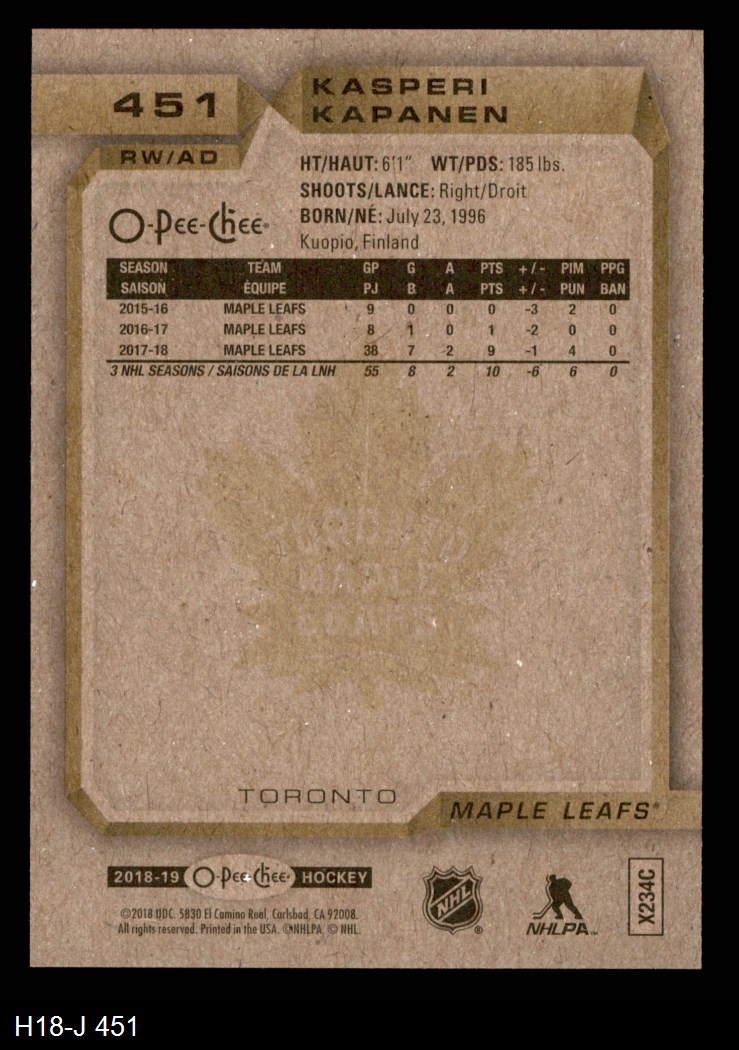 451
KASPERI
KAPANEN
RW/AD
HT/HAUT: 6'1" WT/PDS: 185 lbs.
SHOOTS/LANCE: Right/Droit
BORN/NÉ: July 23, 1996
Kuopio, Finland
O-Pee-Chee
SEASON TEAM GP G A PTS +/- PIM PPG
SAISON ÉQUIPE PJ B A PTS +/- PUN BAN
2015-16 MAPLE LEAFS 9 0 0 0 -3 2 0
2016-17 MAPLE LEAFS 8 1 0 1 -2 0 0
2017-18 MAPLE LEAFS 38 7 2 9 -1 4 0
3 NHL SEASONS / SAISONS DE LA LNH 55 8 2 10 -6 6 0
TORONTO
MAPLE
LEAFS
TORONTO
MAPLE LEAFS
2018-19 O-Pee-Chee HOCKEY
©2018 UDC. 5830 El Camino Real, Carlsbad, CA 92008.
All rights reserved. Printed in the USA. ©NHLPA, © NHL.
NHL
NHLPA
X234C
H18-J 451